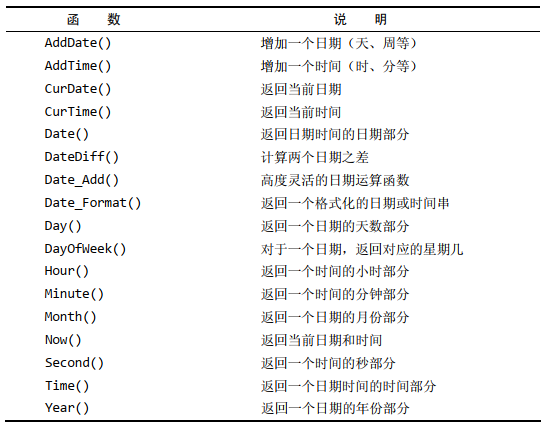 函 数 说 明
AddDate() 增加一个日期（天、周等）
AddTime() 增加一个时间（时、分等）
CurDate() 返回当前日期
CurTime() 返回当前时间
Date() 返回日期时间的日期部分
DateDiff() 计算两个日期之差
Date_Add() 高度灵活的日期运算函数
Date_Format() 返回一个格式化的日期或时间串
Day() 返回一个日期的天数部分
DayOfWeek() 对于一个日期，返回对应的星期几
Hour() 返回一个时间的小时部分
Minute() 返回一个时间的分钟部分
Month() 返回一个日期的月份部分
Now() 返回当前日期和时间
Second() 返回一个时间的秒部分
Time() 返回一个日期时间的时间部分
Year() 返回一个日期的年份部分